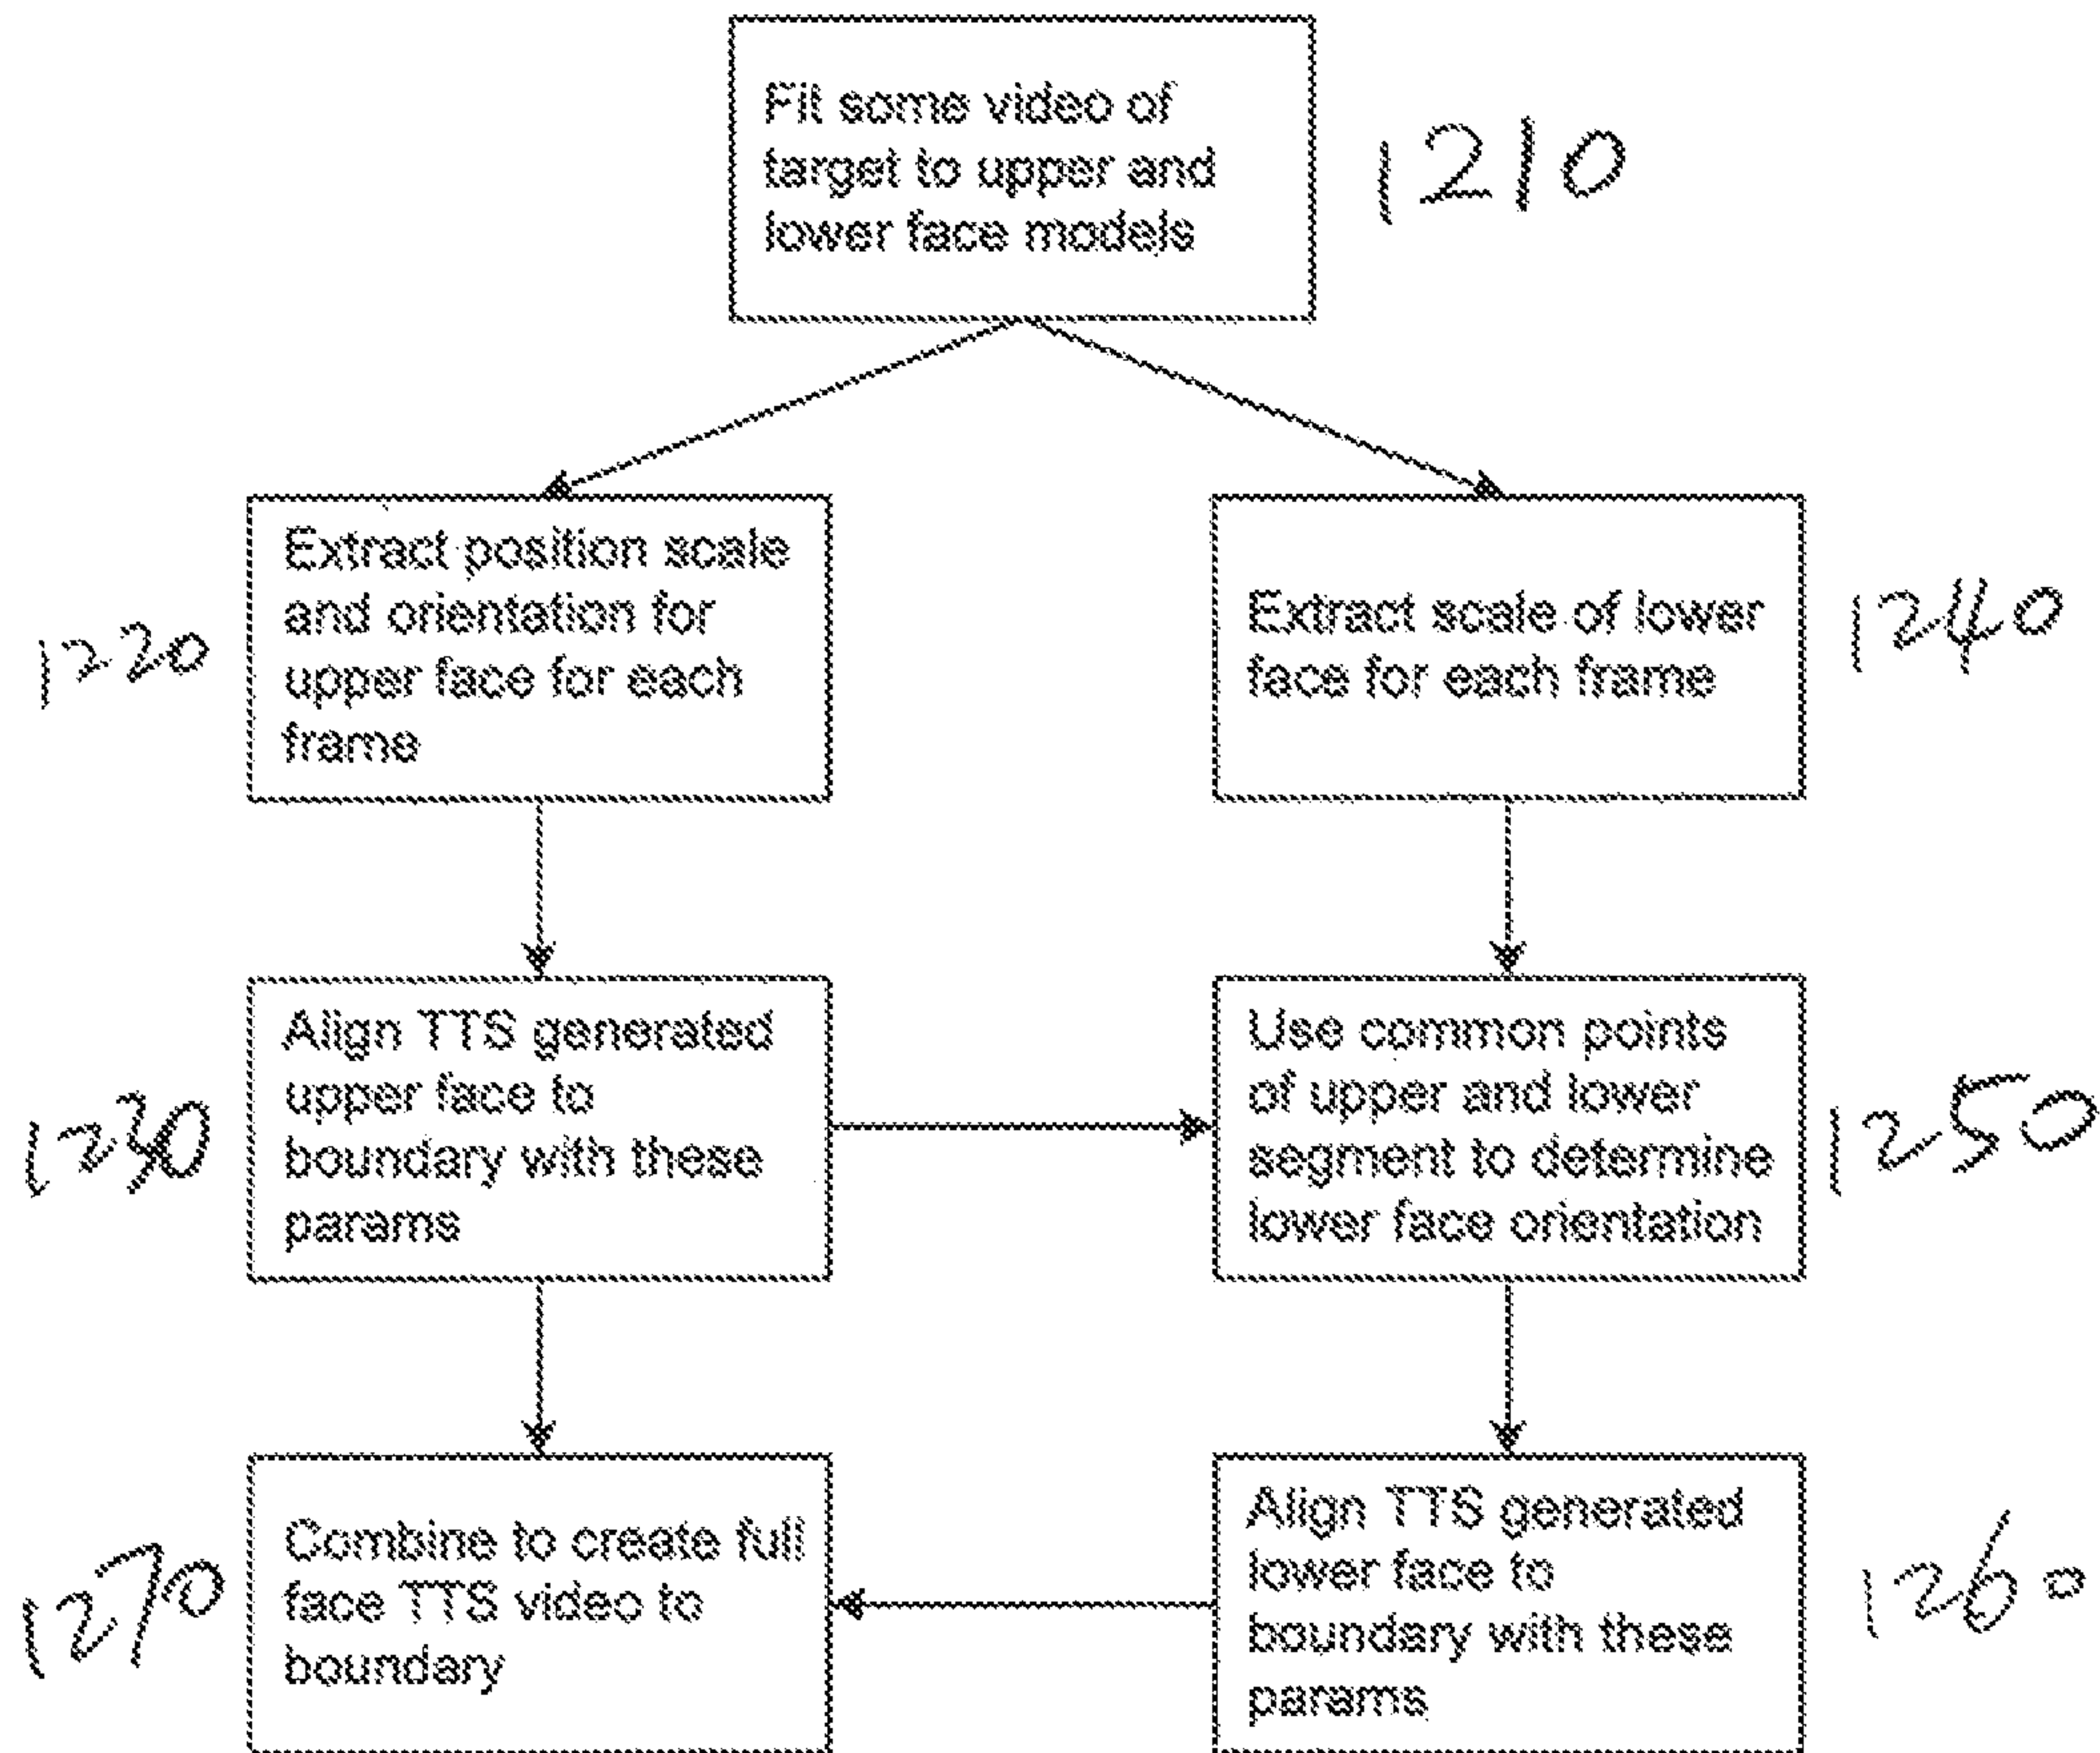 Fit some video of
target to upper and
lower face models
1210
Extract position scale
and orientation for
upper face for each
frame
1220
Extract scale of lower
face for each frame
1240
Align TTS generated
upper face to
boundary with these
params
1230
Use common points
of upper and lower
segment to determine
lower face orientation
1250
Combine to create full
face TTS video to
boundary
1270
Align TTS generated
lower face to
boundary with these
params
1260